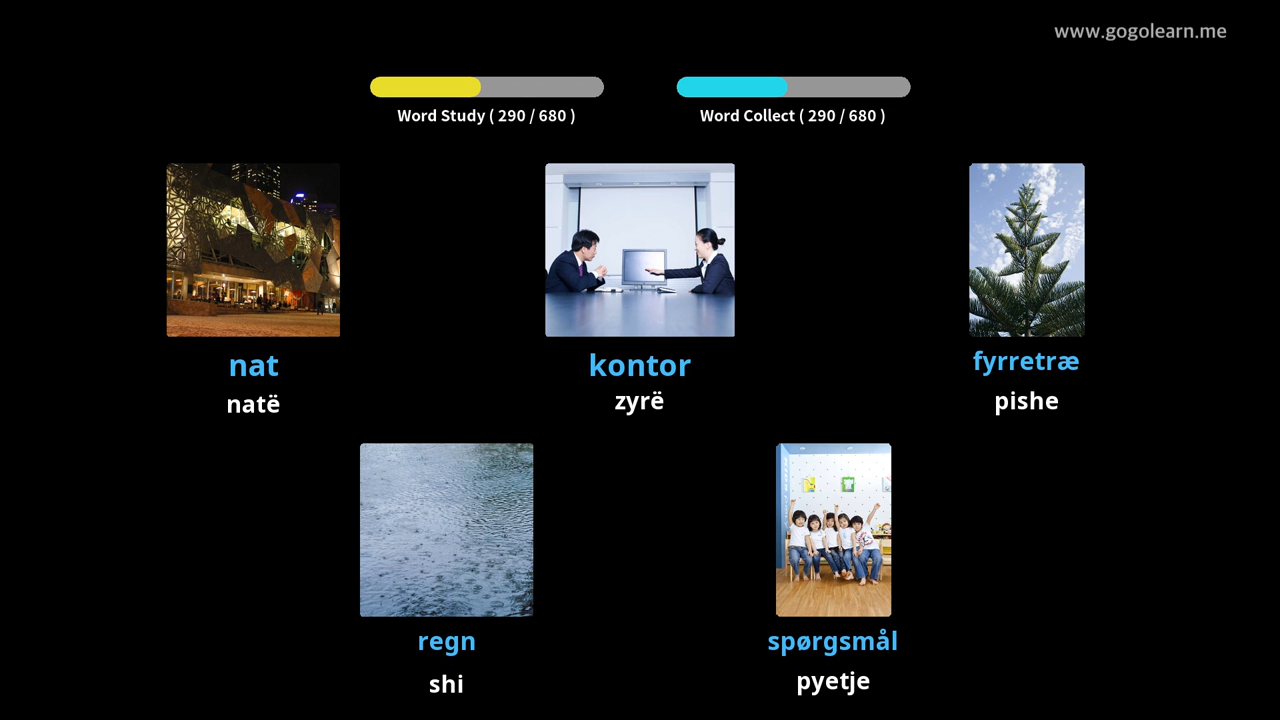 www.gogolearn.me
Word Study ( 290 / 680 )
Word Collect ( 290 / 680 )
nat
natë
kontor
zyrë
fyrretræ
pishe
regn
shi
spørgsmål
pyetje